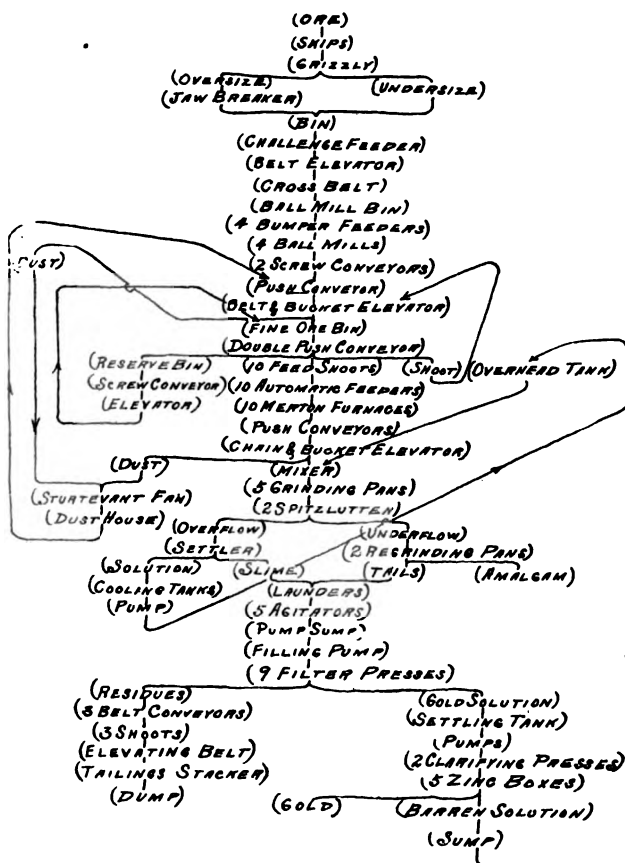 (ORE)
(SKIPS)
(GRIZZLY)
(OVERSIZE) (UNDERSIZE)
(JAW BREAKER)
(BIN)
(CHALLENGE FEEDER)
(BELT ELEVATOR)
(CROSS BELT)
(BALL MILL BIN)
(4 BUMPER FEEDERS)
(4 BALL MILLS)
(DUST) (2 SCREW CONVEYORS)
(PUSH CONVEYOR)
(BELT & BUCKET ELEVATOR)
(FINE ORE BIN)
(DOUBLE PUSH CONVEYOR)
(RESERVE BIN) (10 FEED SHOOTS) (SHOOT) (OVERHEAD TANK)
(SCREW CONVEYOR) (10 AUTOMATIC FEEDERS)
(ELEVATOR) (10 MERTON FURNACES)
(PUSH CONVEYORS)
(CHAIN & BUCKET ELEVATOR)
(DUST) (MIXER)
(STURTEVANT FAN) (5 GRINDING PANS)
(DUST HOUSE) (2 SPITZLUTTEN)
(OVERFLOW) (UNDERFLOW)
(SETTLER) (2 REGRINDING PANS)
(SOLUTION) (SLIME) (TAILS) (AMALGAM)
(COOLING TANKS) (LAUNDERS)
(PUMP) (5 AGITATORS)
(PUMP SUMP)
(FILLING PUMP)
(9 FILTER PRESSES)
(RESIDUES) (GOLD SOLUTION)
(3 BELT CONVEYORS) (SETTLING TANK)
(3 SHOOTS) (PUMPS)
(ELEVATING BELT) (2 CLARIFYING PRESSES)
(TAILINGS STACKER) (5 ZINC BOXES)
(DUMP) (GOLD) (BARREN SOLUTION)
(SUMP)